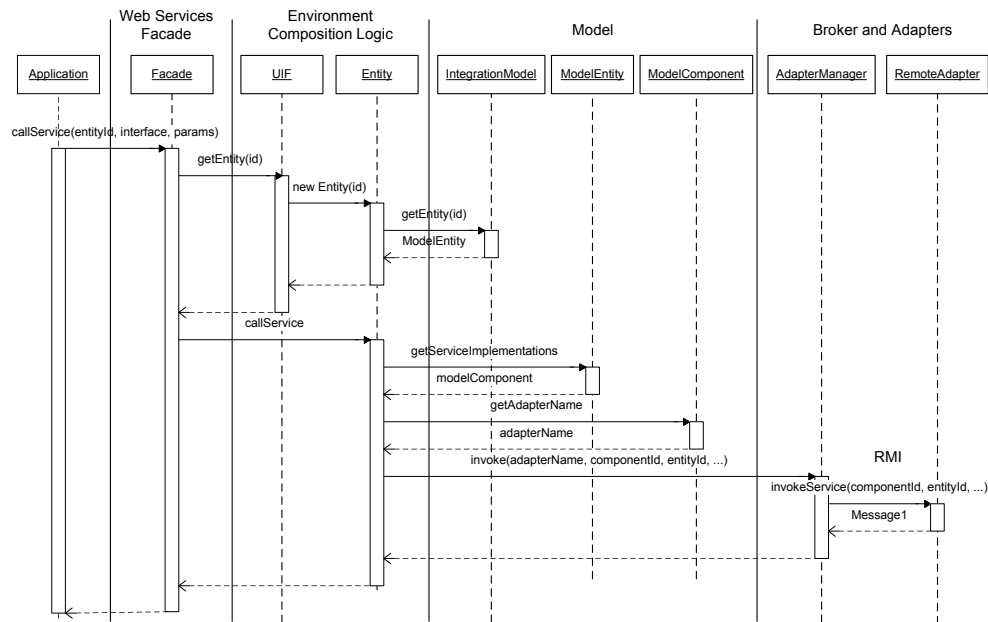 Web Services
Facade
Environment
Composition Logic
Model
Broker and Adapters
Application
Facade
UIF
Entity
IntegrationModel
ModelEntity
ModelComponent
AdapterManager
RemoteAdapter
callService(entityId, interface, params)
getEntity(id)
new Entity(id)
getEntity(id)
ModelEntity
callService
getServiceImplementations
modelComponent
getAdapterName
adapterName
invoke(adapterName, componentId, entityId, ...)
RMI
invokeService(componentId, entityId, ...)
Message1